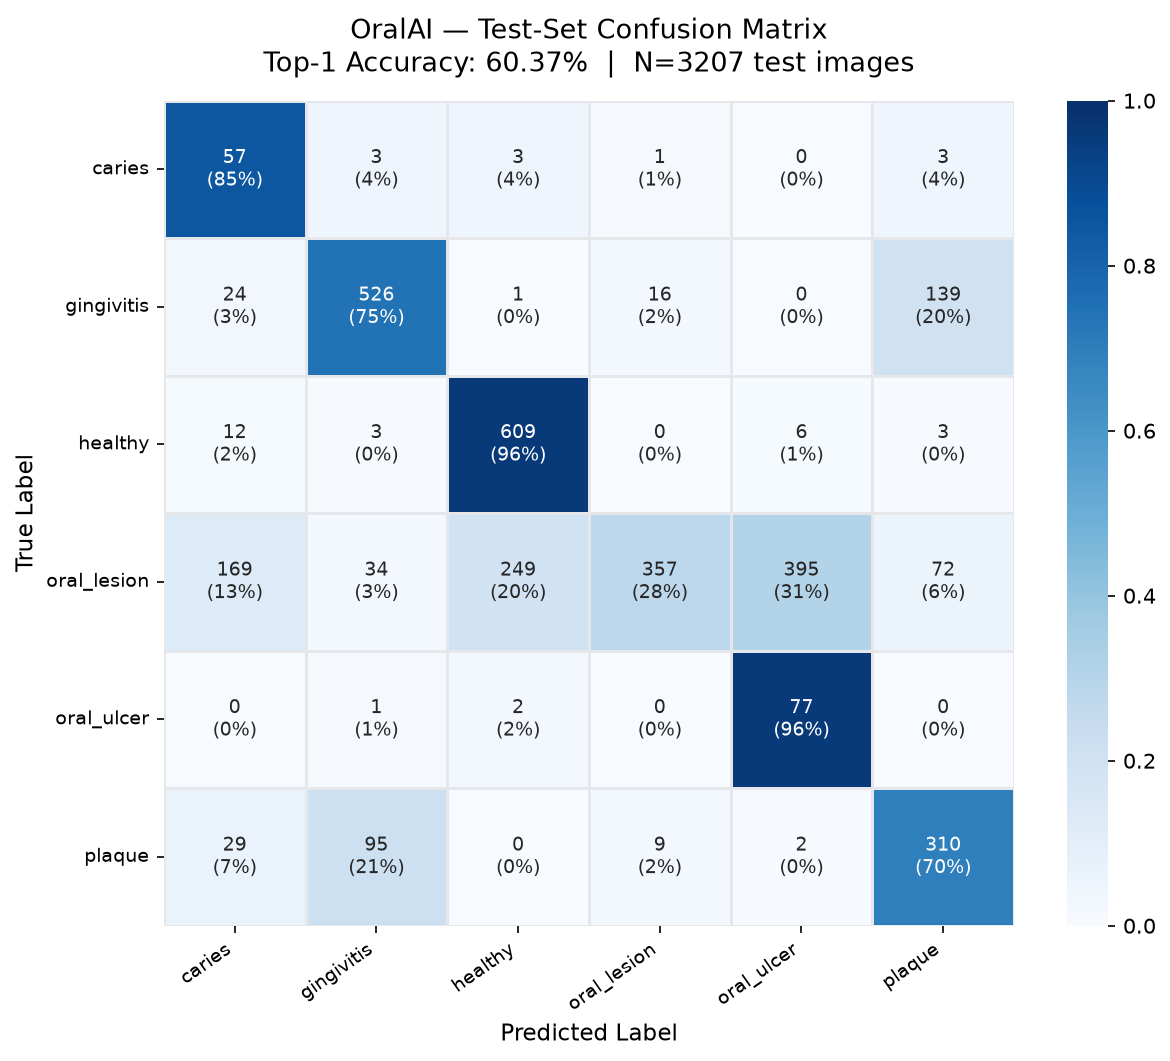 OralAI — Test-Set Confusion Matrix
Top-1 Accuracy: 60.37%  |  N=3207 test images
True Label
caries
57 3 3 1 0 3
(85%) (4%) (4%) (1%) (0%) (4%)
gingivitis
24 526 1 16 0 139
(3%) (75%) (0%) (2%) (0%) (20%)
healthy
12 3 609 0 6 3
(2%) (0%) (96%) (0%) (1%) (0%)
oral_lesion
169 34 249 357 395 72
(13%) (3%) (20%) (28%) (31%) (6%)
oral_ulcer
0 1 2 0 77 0
(0%) (1%) (2%) (0%) (96%) (0%)
plaque
29 95 0 9 2 310
(7%) (21%) (0%) (2%) (0%) (70%)
caries gingivitis healthy oral_lesion oral_ulcer plaque
Predicted Label
1.0
0.8
0.6
0.4
0.2
0.0